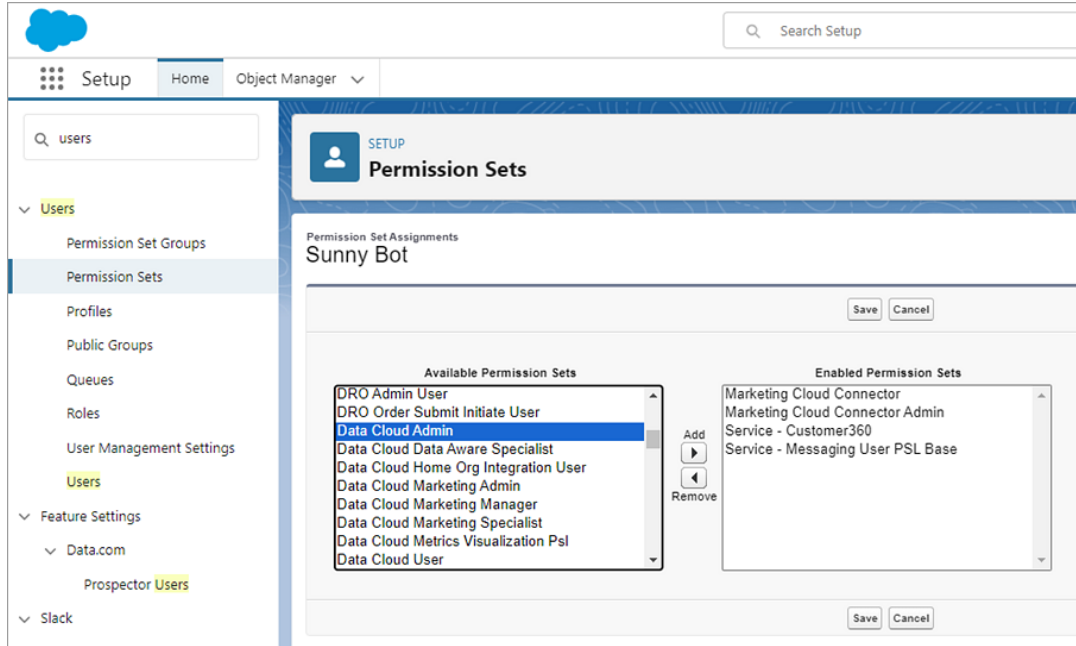 Search Setup
Setup
Home
Object Manager
users
Users
Permission Set Groups
Permission Sets
Profiles
Public Groups
Queues
Roles
User Management Settings
Users
Feature Settings
Data.com
Prospector Users
Slack
SETUP
Permission Sets
Permission Set Assignments
Sunny Bot
Save Cancel
Available Permission Sets
DRO Admin User
DRO Order Submit Initiate User
Data Cloud Admin
Data Cloud Data Aware Specialist
Data Cloud Home Org Integration User
Data Cloud Marketing Admin
Data Cloud Marketing Manager
Data Cloud Marketing Specialist
Data Cloud Metrics Visualization Psl
Data Cloud User
Add
Remove
Enabled Permission Sets
Marketing Cloud Connector
Marketing Cloud Connector Admin
Service - Customer360
Service - Messaging User PSL Base
Save Cancel